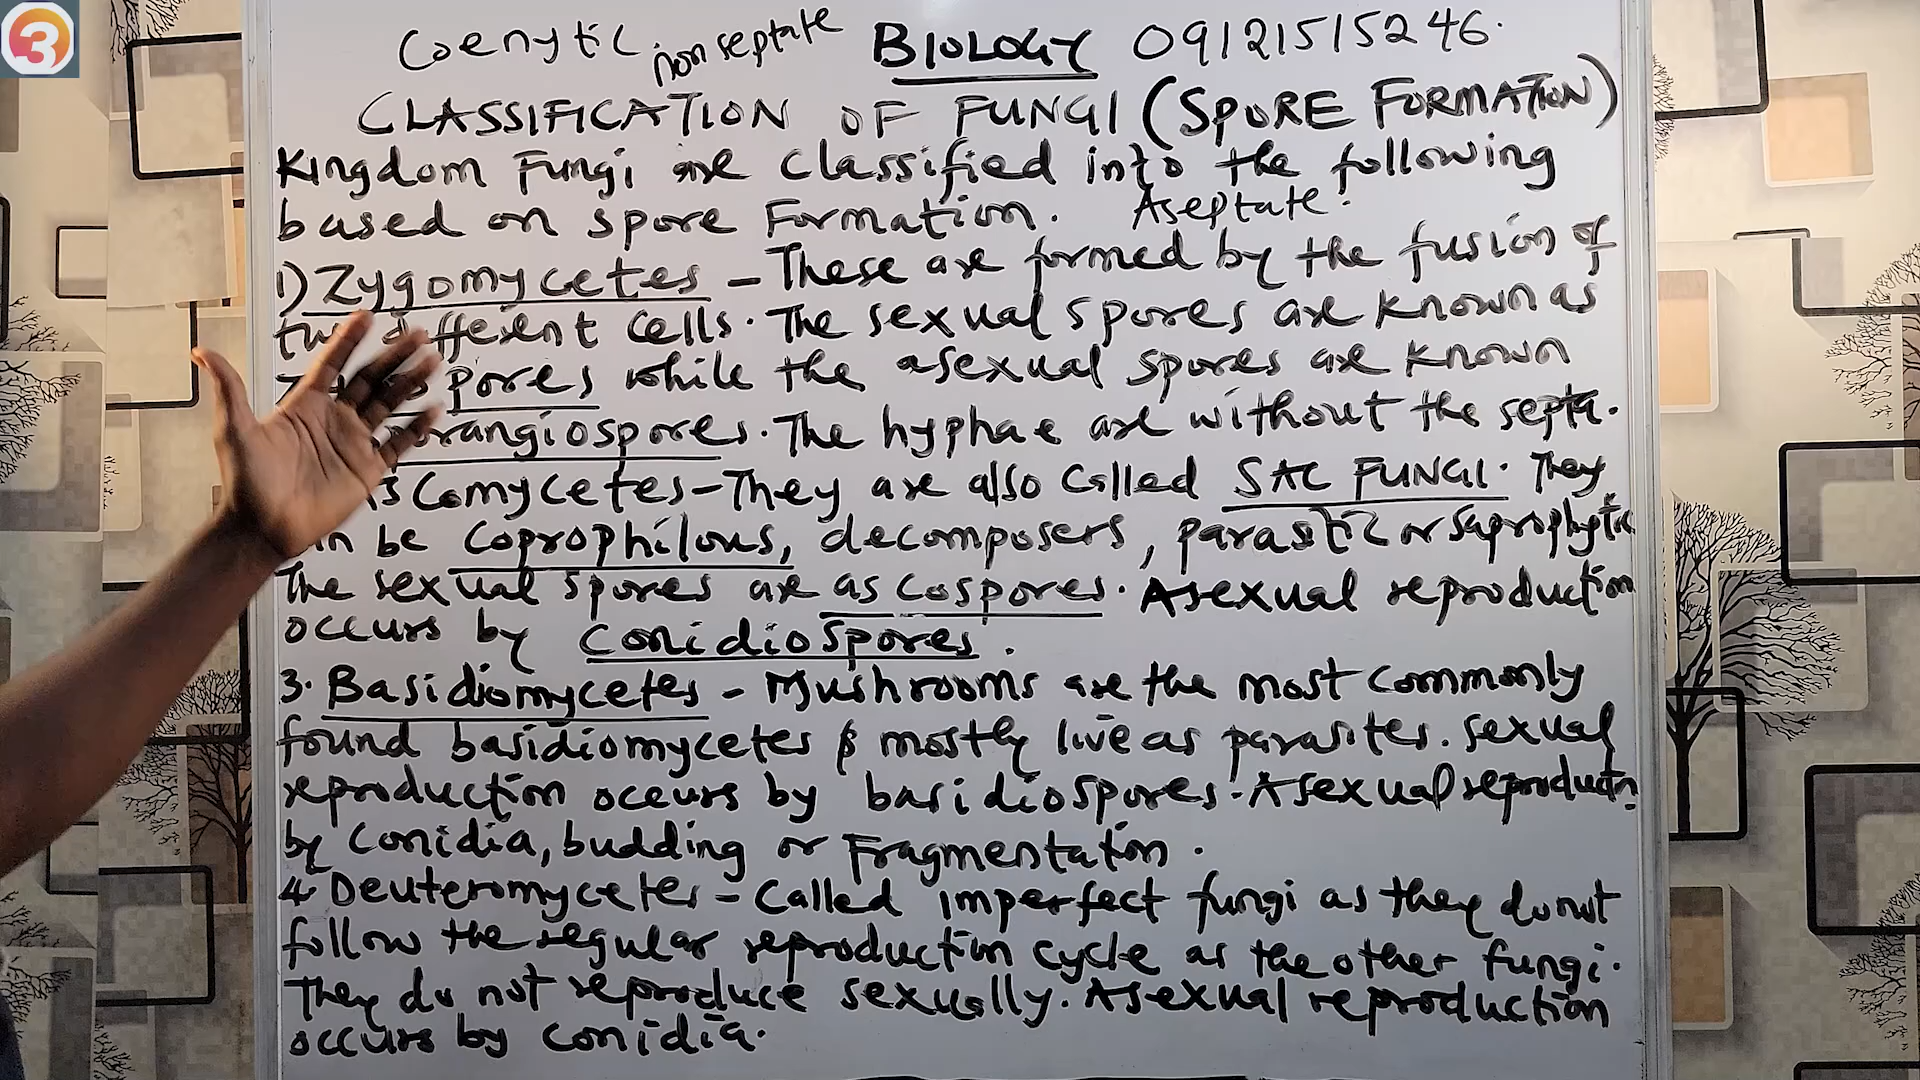 3
Coenytic non septate BIOLOGY 09121515246.
CLASSIFICATION OF FUNGI (SPORE FORMATION)
Kingdom Fungi are classified into the following
based on spore Formation. Aseptate.
1) Zygomycetes - These are formed by the fusion of
two different cells. The sexual spores are known as
spores while the asexual spores are known
rangiospores. The hyphae are without the septa.
scomycetes - They are also called SAC FUNGI. They
be coprophilous, decomposers, parastic or saprophytic
The sexual spores are ascospores. Asexual reproduction
occurs by conidiospores.
3. Basidiomycetes - Mushrooms are the most commonly
found basidiomycetes & mostly live as parasites. Sexual
reproduction occurs by basidiospores. Asexual reproductn
by conidia, budding or Fragmentation.
4 Deuteromycetes - Called imperfect fungi as they do not
follow the regular reproduction cycle as the other fungi.
They do not reproduce sexually. Asexual reproduction
occurs by conidia.